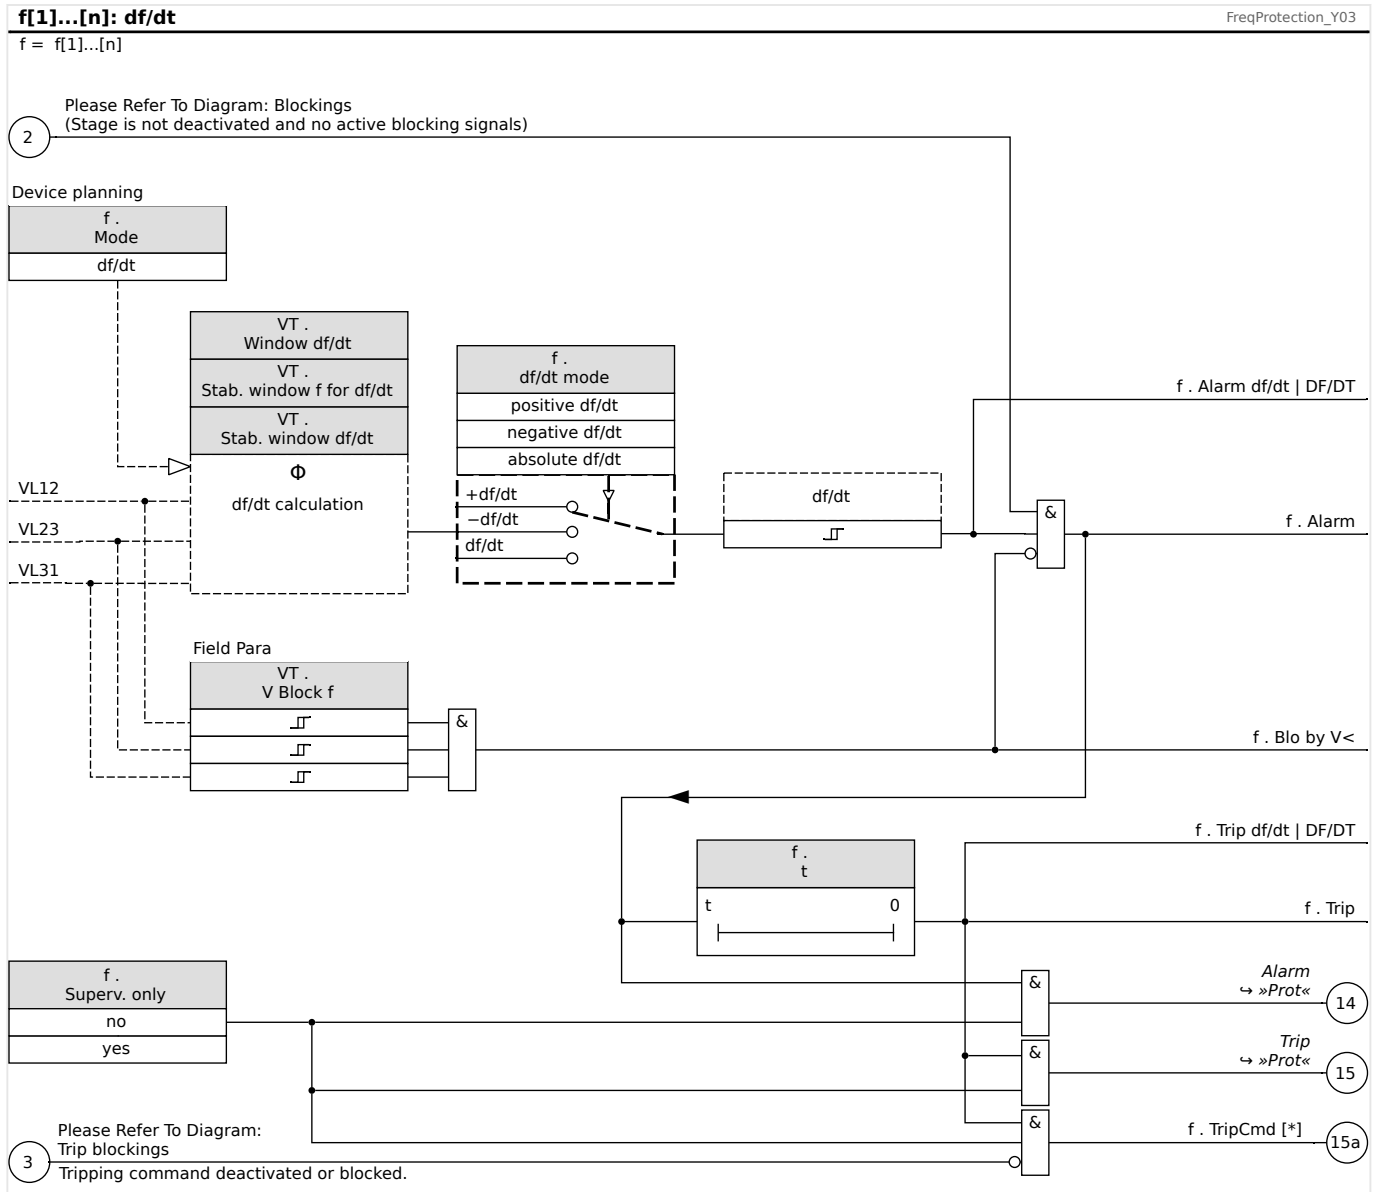 f[1]...[n]: df/dt
FreqProtection_Y03
f = f[1]...[n]
Please Refer To Diagram: Blockings
(Stage is not deactivated and no active blocking signals)
2
Device planning
f .
Mode
df/dt
VT .
Window df/dt
VT .
Stab. window f for df/dt
VT .
Stab. window df/dt
Φ
df/dt calculation
VL12
VL23
VL31
f .
df/dt mode
positive df/dt
negative df/dt
absolute df/dt
+df/dt
−df/dt
df/dt
df/dt
&
f . Alarm df/dt | DF/DT
f . Alarm
Field Para
VT .
V Block f
&
f . Blo by V<
f . Trip df/dt | DF/DT
f .
t
t 0
f . Trip
f .
Superv. only
no
yes
&
Alarm
↪ »Prot«
14
&
Trip
↪ »Prot«
15
&
f . TripCmd [*]
15a
Please Refer To Diagram:
Trip blockings
3
Tripping command deactivated or blocked.